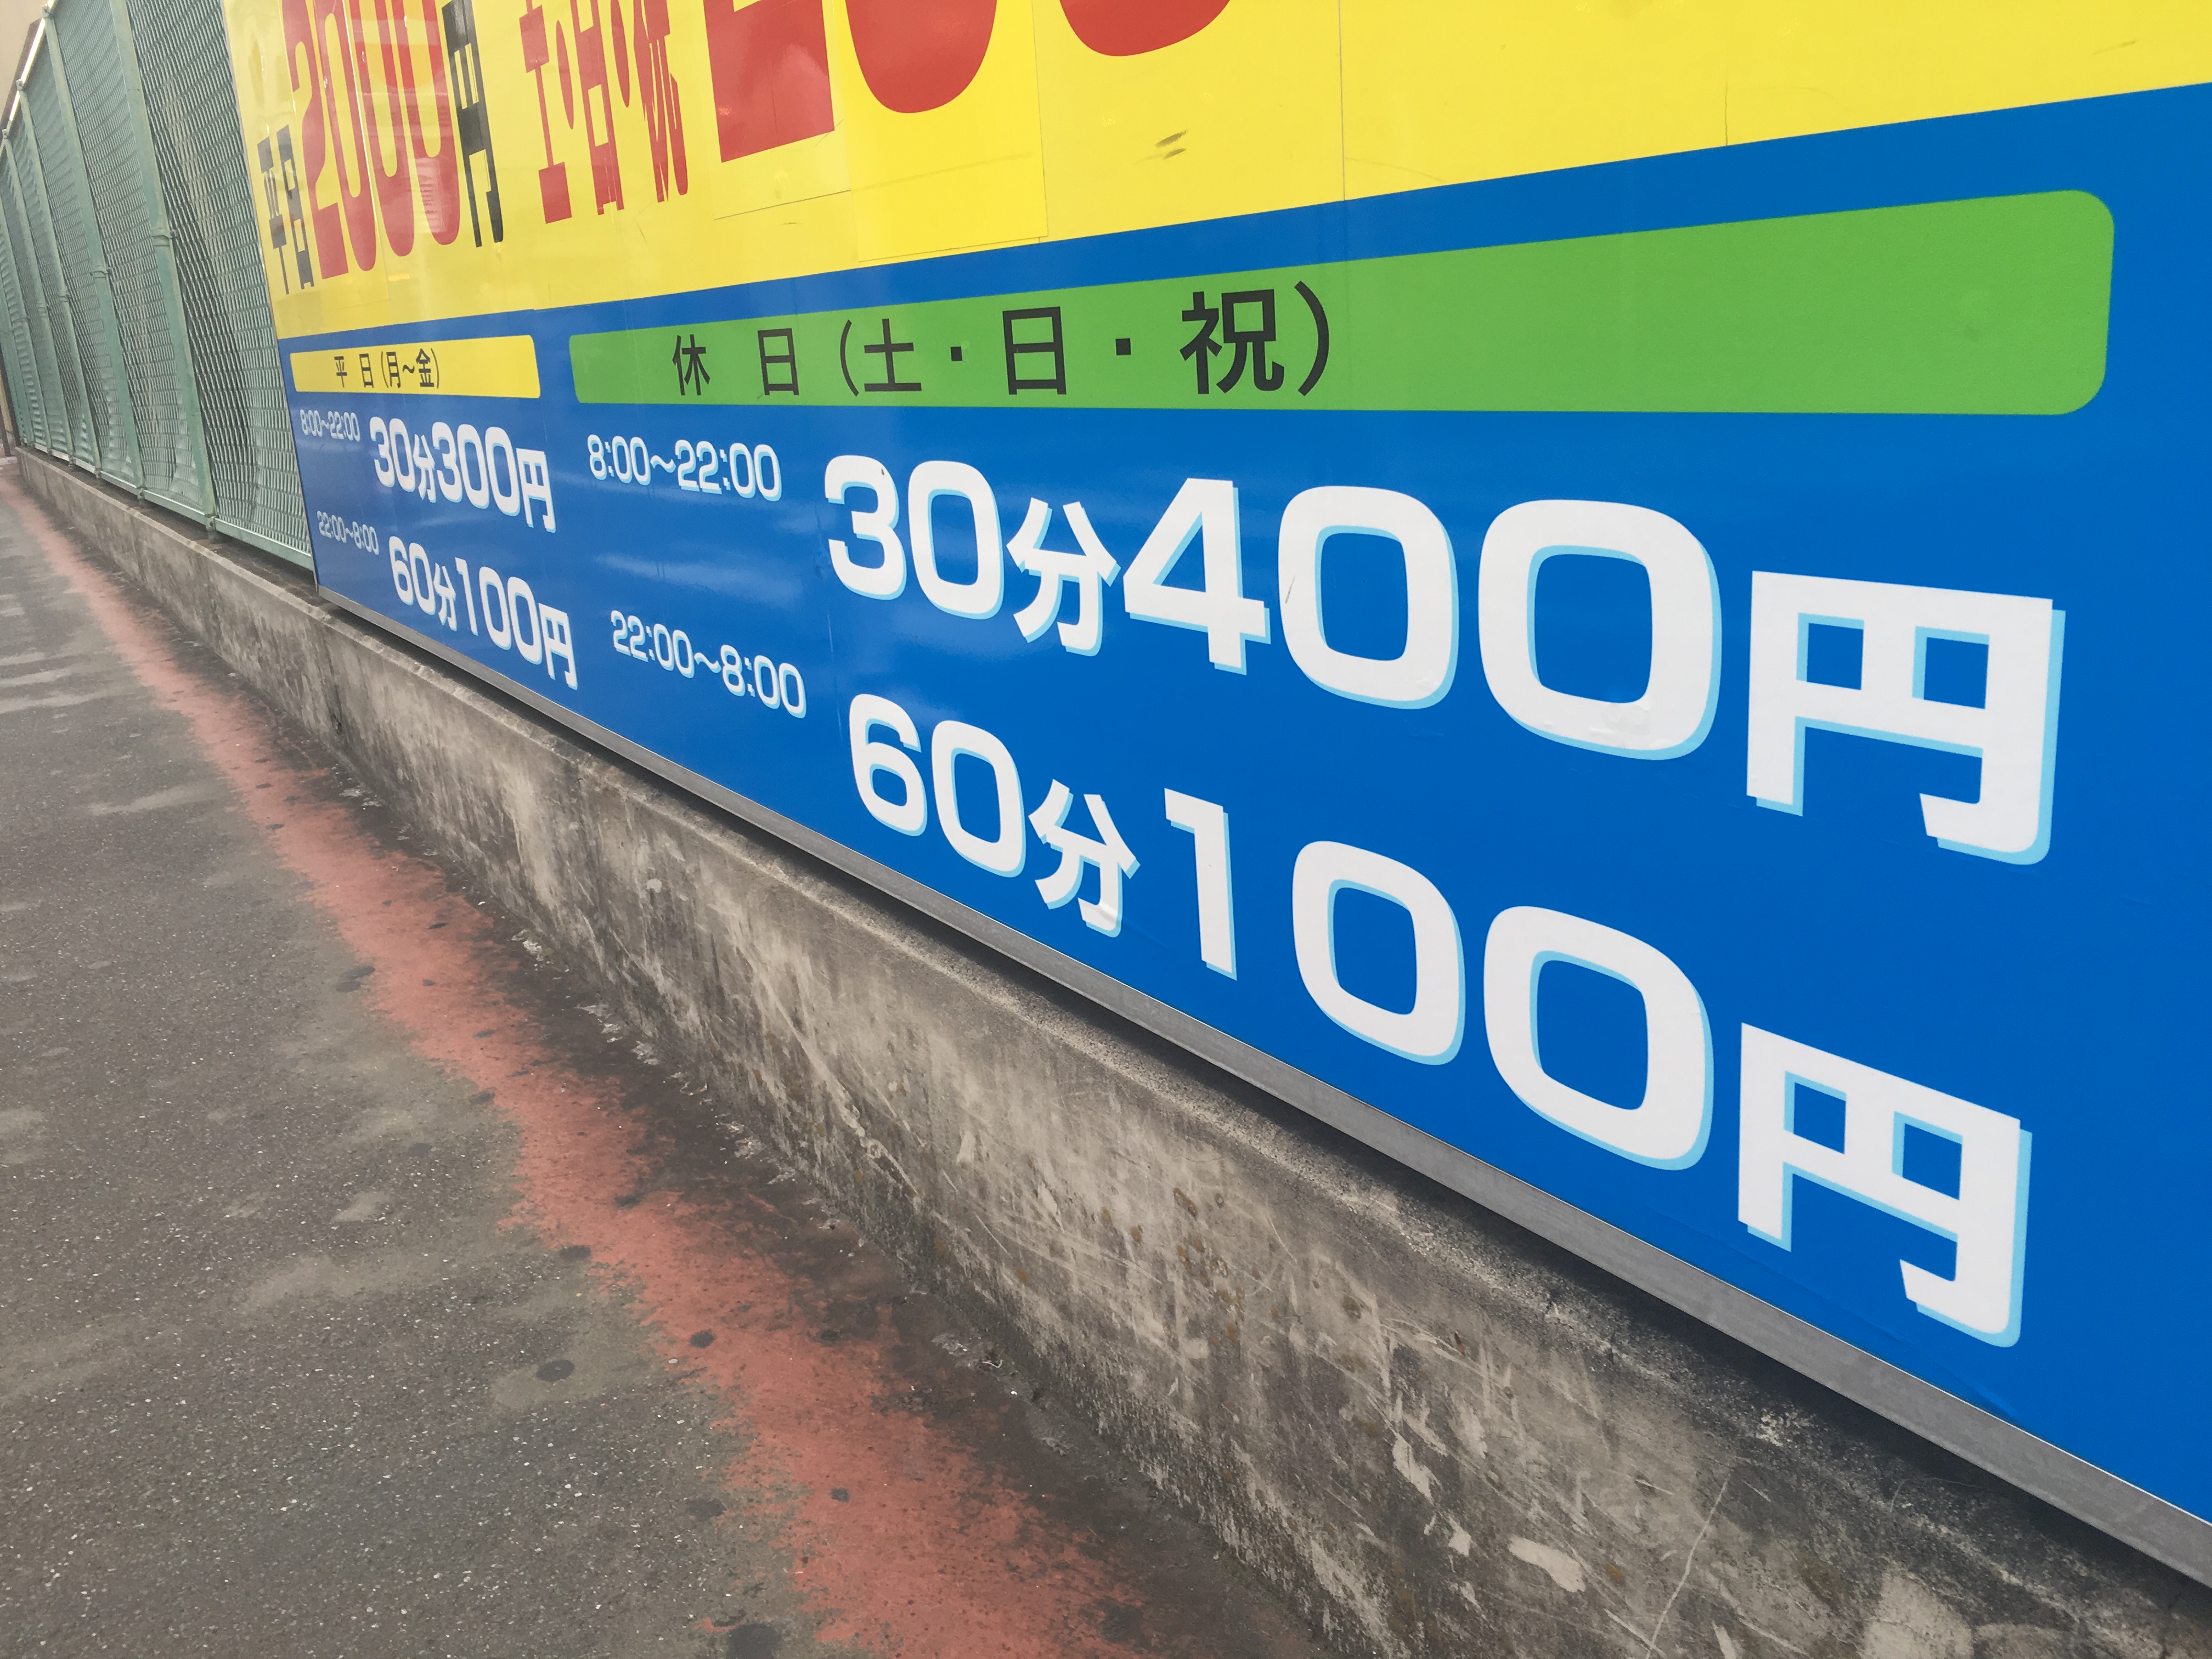 平日2000円 土・日・祝
平 日 (月～金)
8:00～22:00 30分300円
22:00～8:00 60分100円
休 日 (土・日・祝)
8:00～22:00 30分400円
22:00～8:00 60分100円